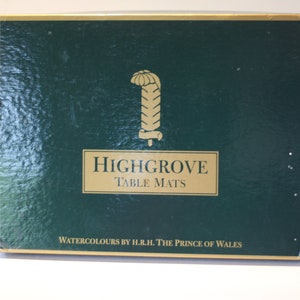 HIGHGROVE
TABLE MATS
WATERCOLOURS BY H.R.H. THE PRINCE OF WALES